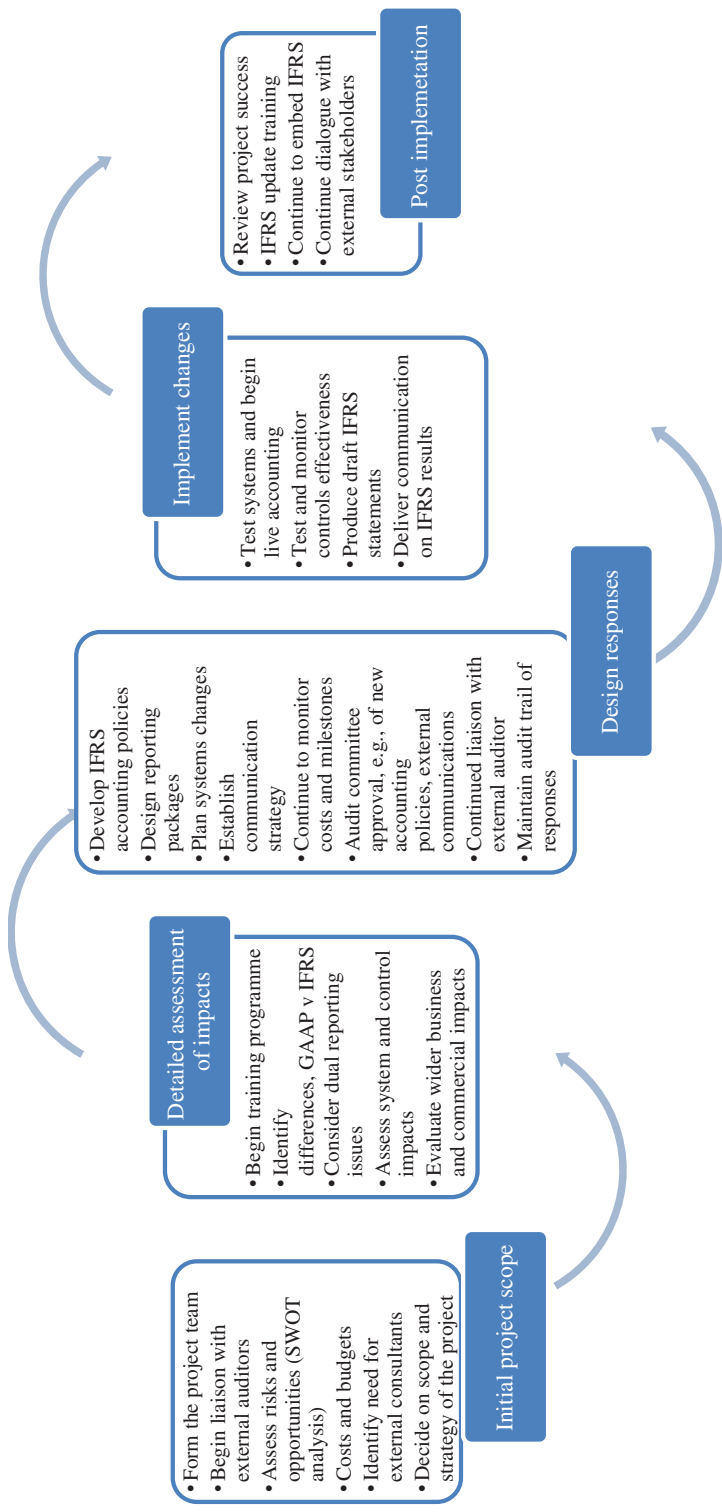 • Form the project team
• Begin liaison with
external auditors
• Assess risks and
opportunities (SWOT
analysis)
• Costs and budgets
• Identify need for
external consultants
• Decide on scope and
strategy of the project
Initial project scope
Detailed assessment
of impacts
• Begin training programme
• Identify
differences, GAAP v IFRS
• Consider dual reporting
issues
• Assess system and control
impacts
• Evaluate wider business
and commercial impacts
• Develop IFRS
accounting policies
• Design reporting
packages
• Plan systems changes
• Establish
communication
strategy
• Continue to monitor
costs and milestones
• Audit committee
approval, e.g., of new
accounting
policies, external
communications
• Continued liaison with
external auditor
• Maintain audit trail of
responses
Design responses
Implement changes
• Test systems and begin
live accounting
• Test and monitor
controls effectiveness
• Produce draft IFRS
statements
• Deliver communication
on IFRS results
• Review project success
• IFRS update training
• Continue to embed IFRS
• Continue dialogue with
external stakeholders
Post implemetation